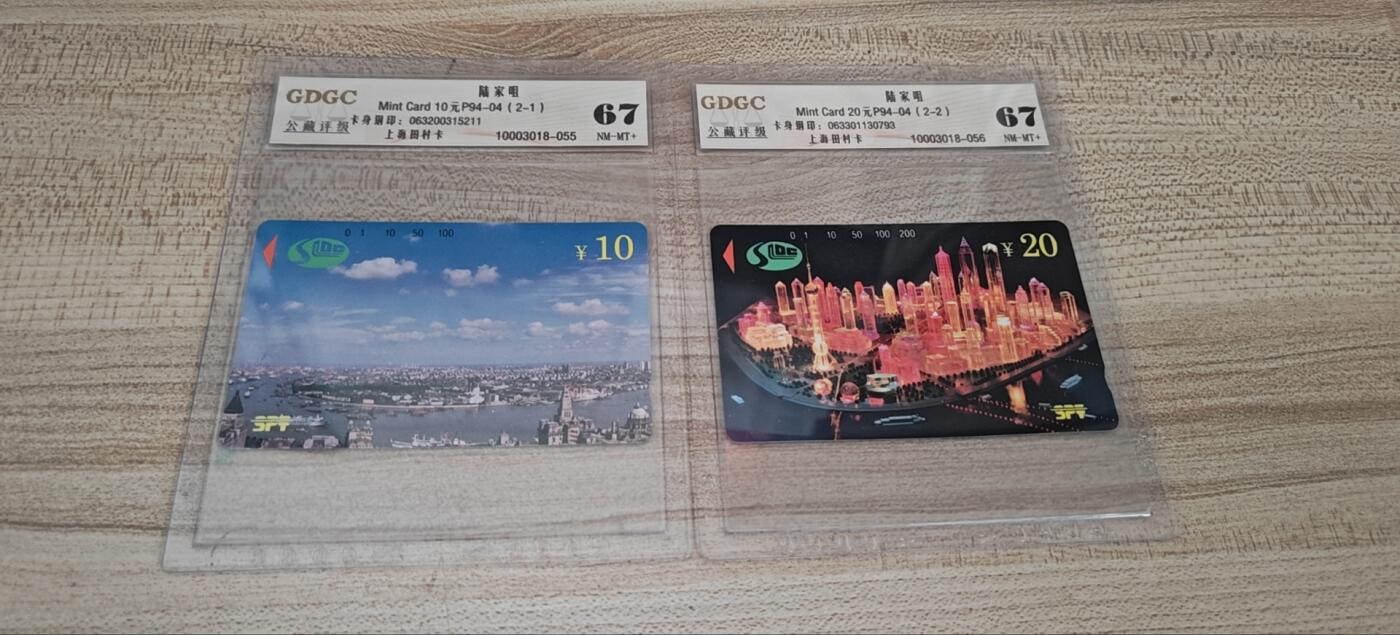 GDGC
公藏评级
陆家咀
Mint Card 10元P94-04 ( 2-1 )
卡身钢印: 063200315211
上海田村卡
10003018-055
67
NM-MT+
GDGC
公藏评级
陆家咀
Mint Card 20元P94-04 ( 2-2 )
卡身钢印: 063301130793
上海田村卡
10003018-056
67
NM-MT+
0 1 10 50 100
¥10
SPT
0 1 10 50 100 200
¥20
SPT